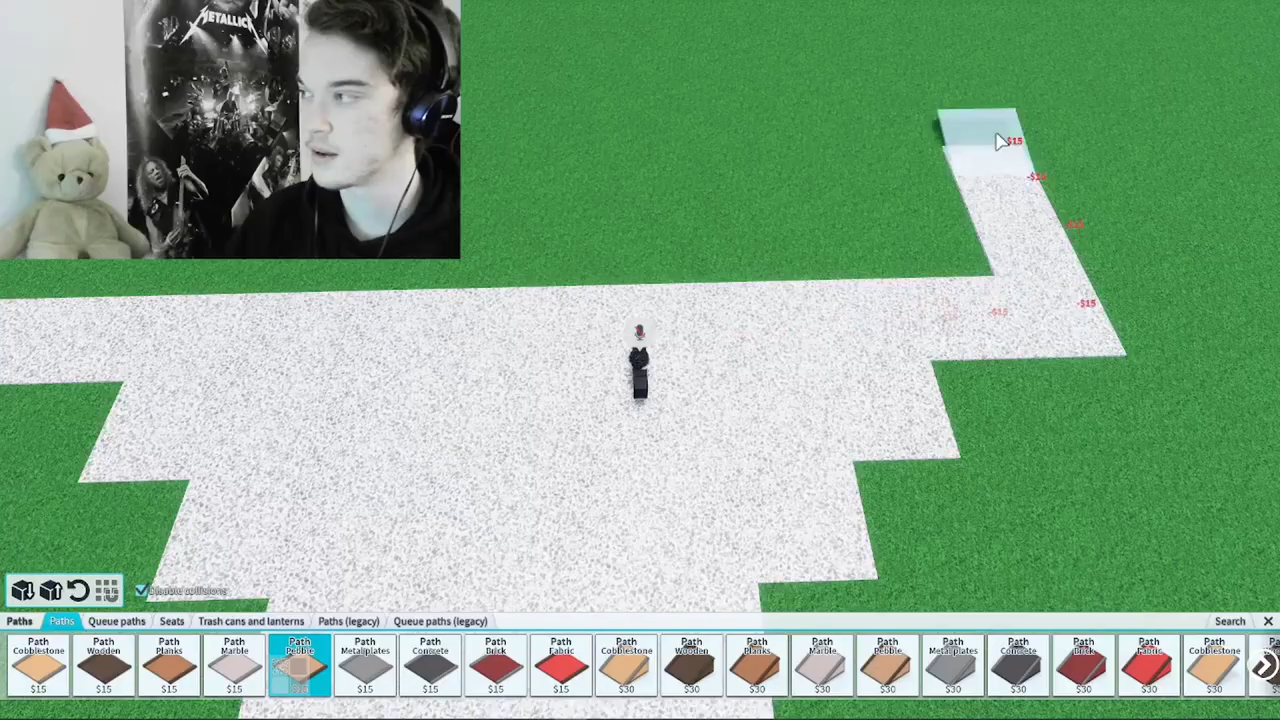 METALLICA
$15
-$15
-$15
-$15
Disable collisions
Paths Paths Queue paths Seats Trash cans and lanterns Paths (legacy) Queue paths (legacy) Search
Path Cobblestone $15
Path Wooden $15
Path Planks $15
Path Marble $15
Path Pebble
Path Metalplates $15
Path Concrete $15
Path Brick $15
Path Fabric $15
Path Cobblestone $30
Path Wooden $30
Path Planks $30
Path Marble $30
Path Pebble $30
Path Metalplates $30
Path Concrete $30
Path Brick $30
Path Fabric $30
Path Cobblestone $30